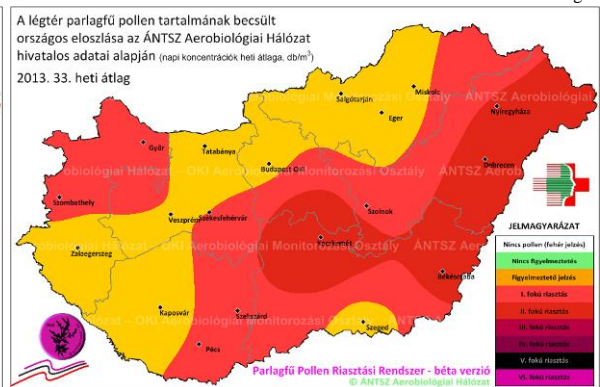 A légtér parlagfű pollen tartalmának becsült
országos eloszlása az ÁNTSZ Aerobiológiai Hálózat
hivatalos adatai alapján (napi koncentrációk heti átlaga, db/m³)
2013. 33. heti átlag
Miskolc
Salgótarján
Eger
Nyíregyháza
Győr
Tatabánya
Budapest OKI
Debrecen
Szombathely
Veszprém
Székesfehérvár
Szolnok
Zalaegerszeg
Kecskemét
Békéscsaba
Kaposvár
Szekszárd
Szeged
Pécs
JELMAGYARÁZAT
Nincs pollen (fehér jelzés)
Nincs figyelmeztetés
Figyelmeztető jelzés
I. fokú riasztás
II. fokú riasztás
III. fokú riasztás
IV. fokú riasztás
V. fokú riasztás
VI. fokú riasztás
Parlagfű Pollen Riasztási Rendszer - béta verzió
© ÁNTSZ Aerobiológiai Hálózat